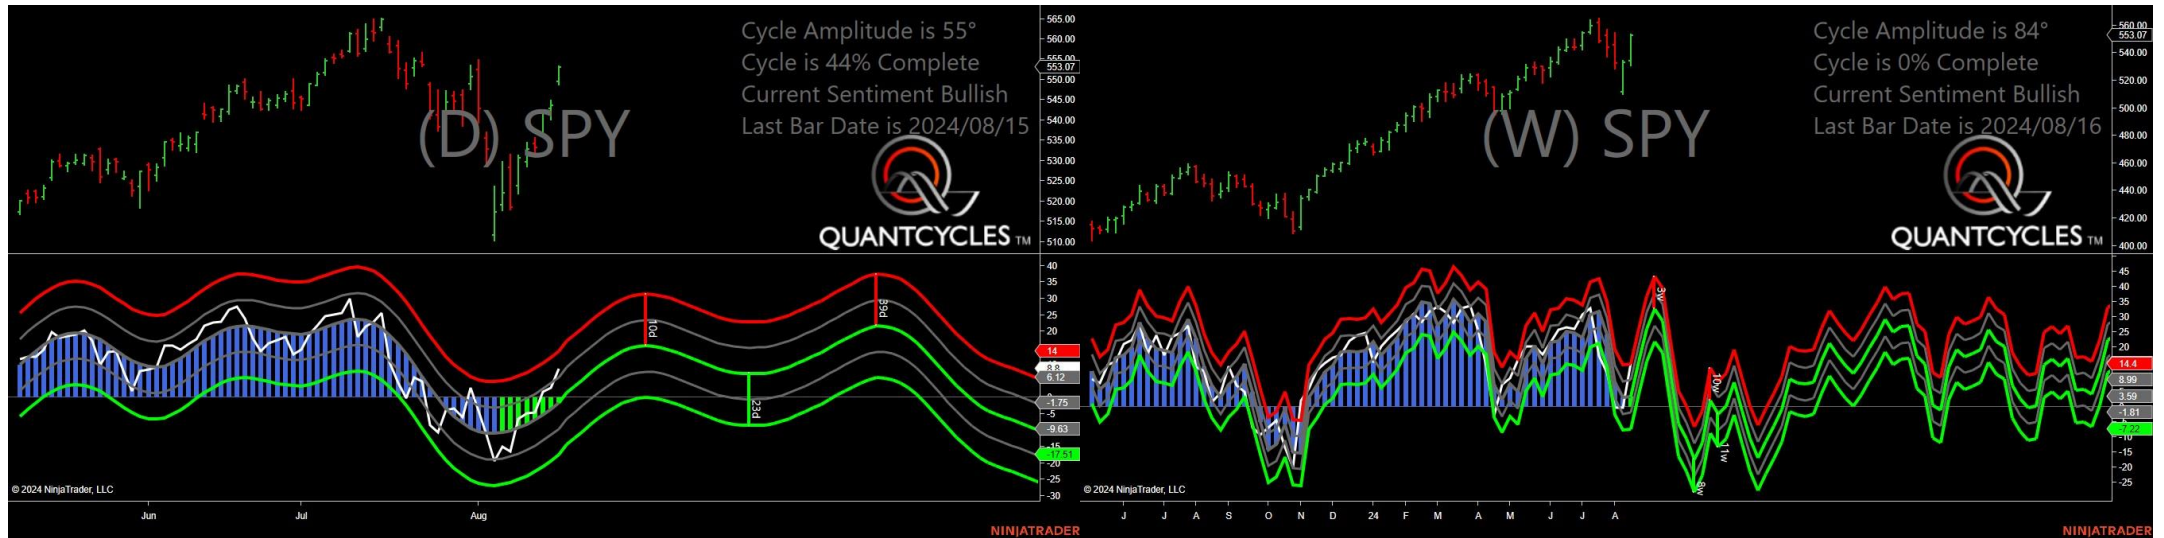 Cycle Amplitude is 55°
Cycle is 44% Complete
Current Sentiment Bullish
Last Bar Date is 2024/08/15
(D) SPY
QUANTCYCLES TM
565.00
560.00
553.07
550.00
545.00
540.00
535.00
530.00
525.00
520.00
515.00
510.00
40
35
30
25
20
14
8.8
6.12
-1.75
-5
-9.63
-15
-17.51
-20
-25
-30
10d
23d
39d
© 2024 NinjaTrader, LLC
Jun
Jul
Aug
NINJATRADER
Cycle Amplitude is 84°
Cycle is 0% Complete
Current Sentiment Bullish
Last Bar Date is 2024/08/16
(W) SPY
QUANTCYCLES TM
560.00
553.07
540.00
520.00
500.00
480.00
460.00
440.00
420.00
400.00
45
40
35
30
25
20
14.4
8.99
3.59
-1.81
-7.22
-10
-15
-20
-25
3w
8w
10w
11w
© 2024 NinjaTrader, LLC
J J A S O N D 24 F M A M J J A
NINJATRADER